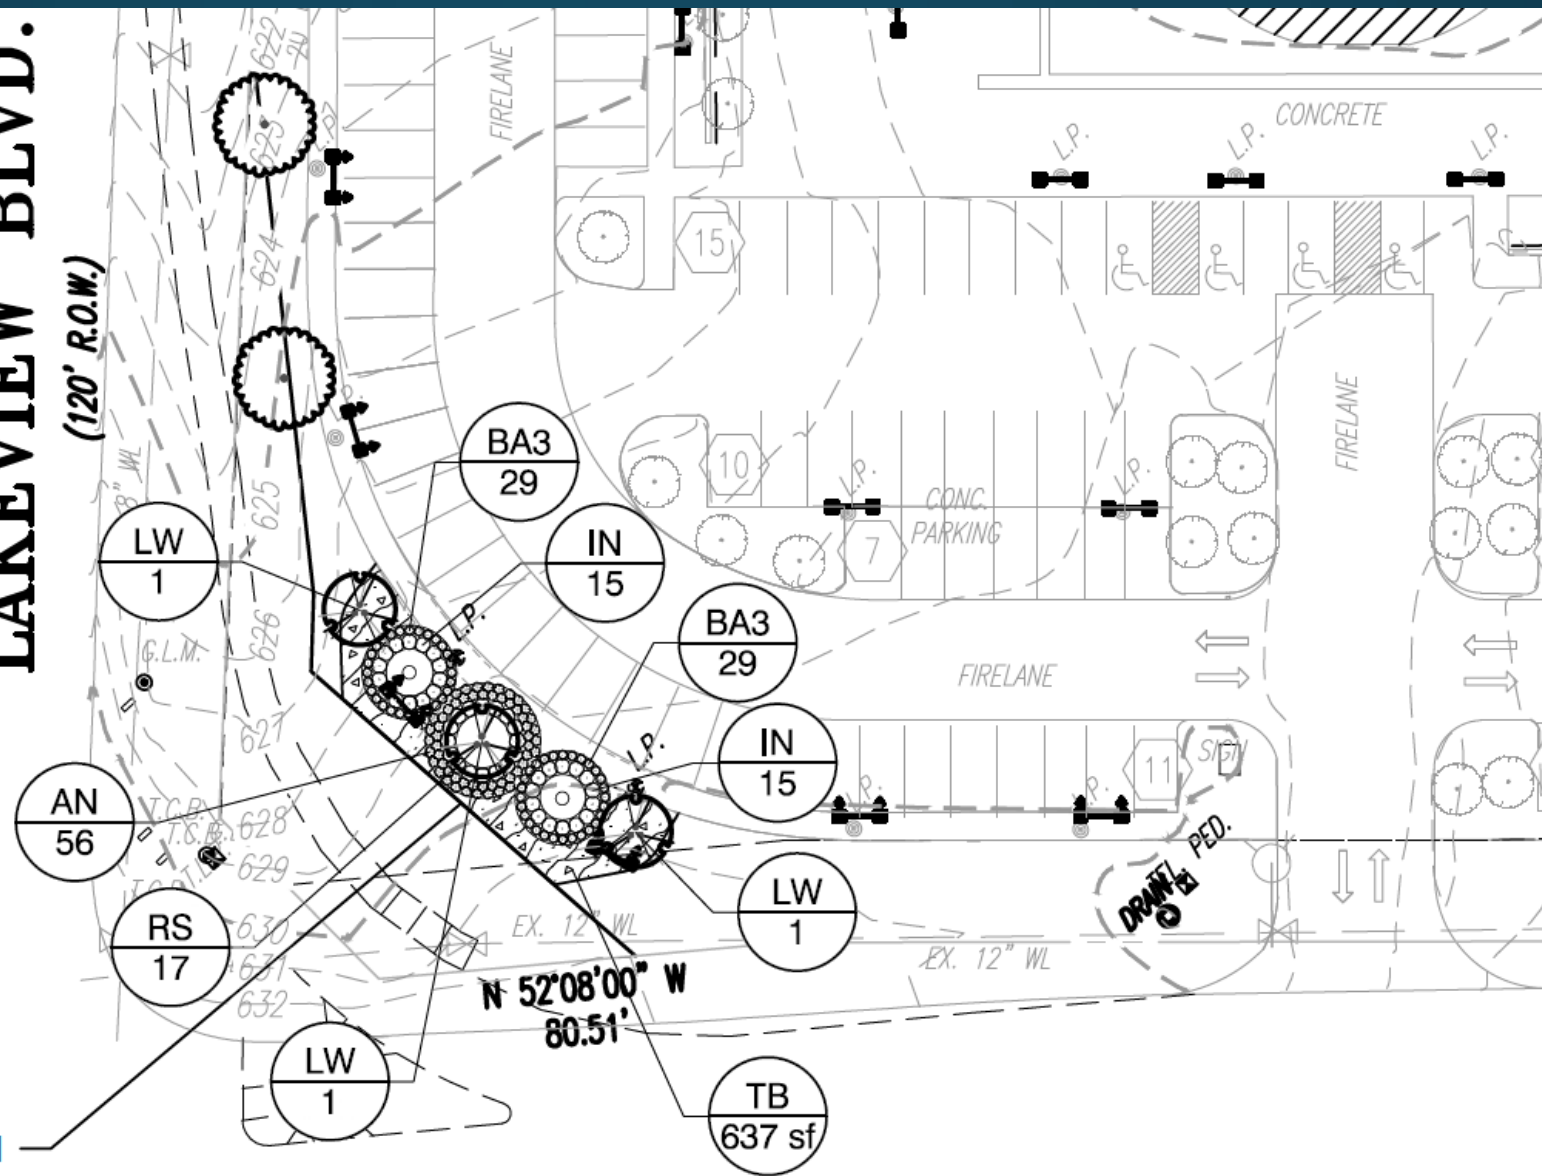 LAKEVIEW BLVD.
(120' R.O.W.)
622
623
624
625
626
627
628
629
630
631
632
8" WL
L.P.
FIRELANE
CONCRETE
L.P.
L.P.
L.P.
15
10
L.P.
CONC.
PARKING
7
L.P.
FIRELANE
BA3
29
LW
1
IN
15
L.P.
BA3
29
G.L.M.
FIRELANE
IN
15
L.P.
11
SIGN
AN
56
T.C.B.
T.C.B.
L.P.
L.P.
DRAIN
TEL. PED.
RS
17
LW
1
EX. 12" WL
EX. 12" WL
N 52°08'00" W
80.51'
LW
1
TB
637 sf